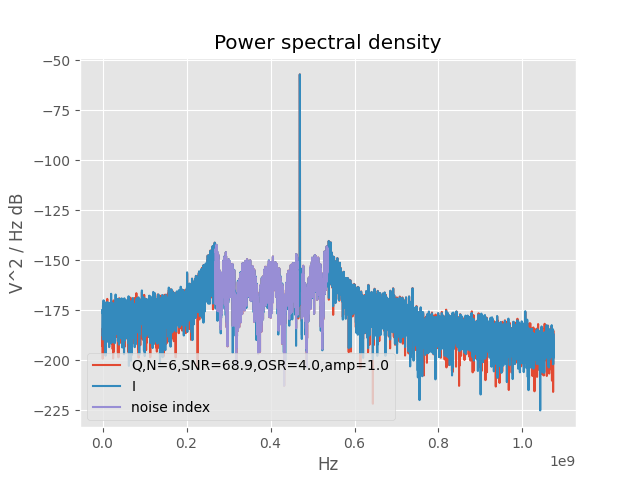 Power spectral density
V^2 / Hz dB
−50
−75
−100
−125
−150
−175
−200
−225
Q,N=6,SNR=68.9,OSR=4.0,amp=1.0
I
noise index
0.0 0.2 0.4 0.6 0.8 1.0
1e9
Hz